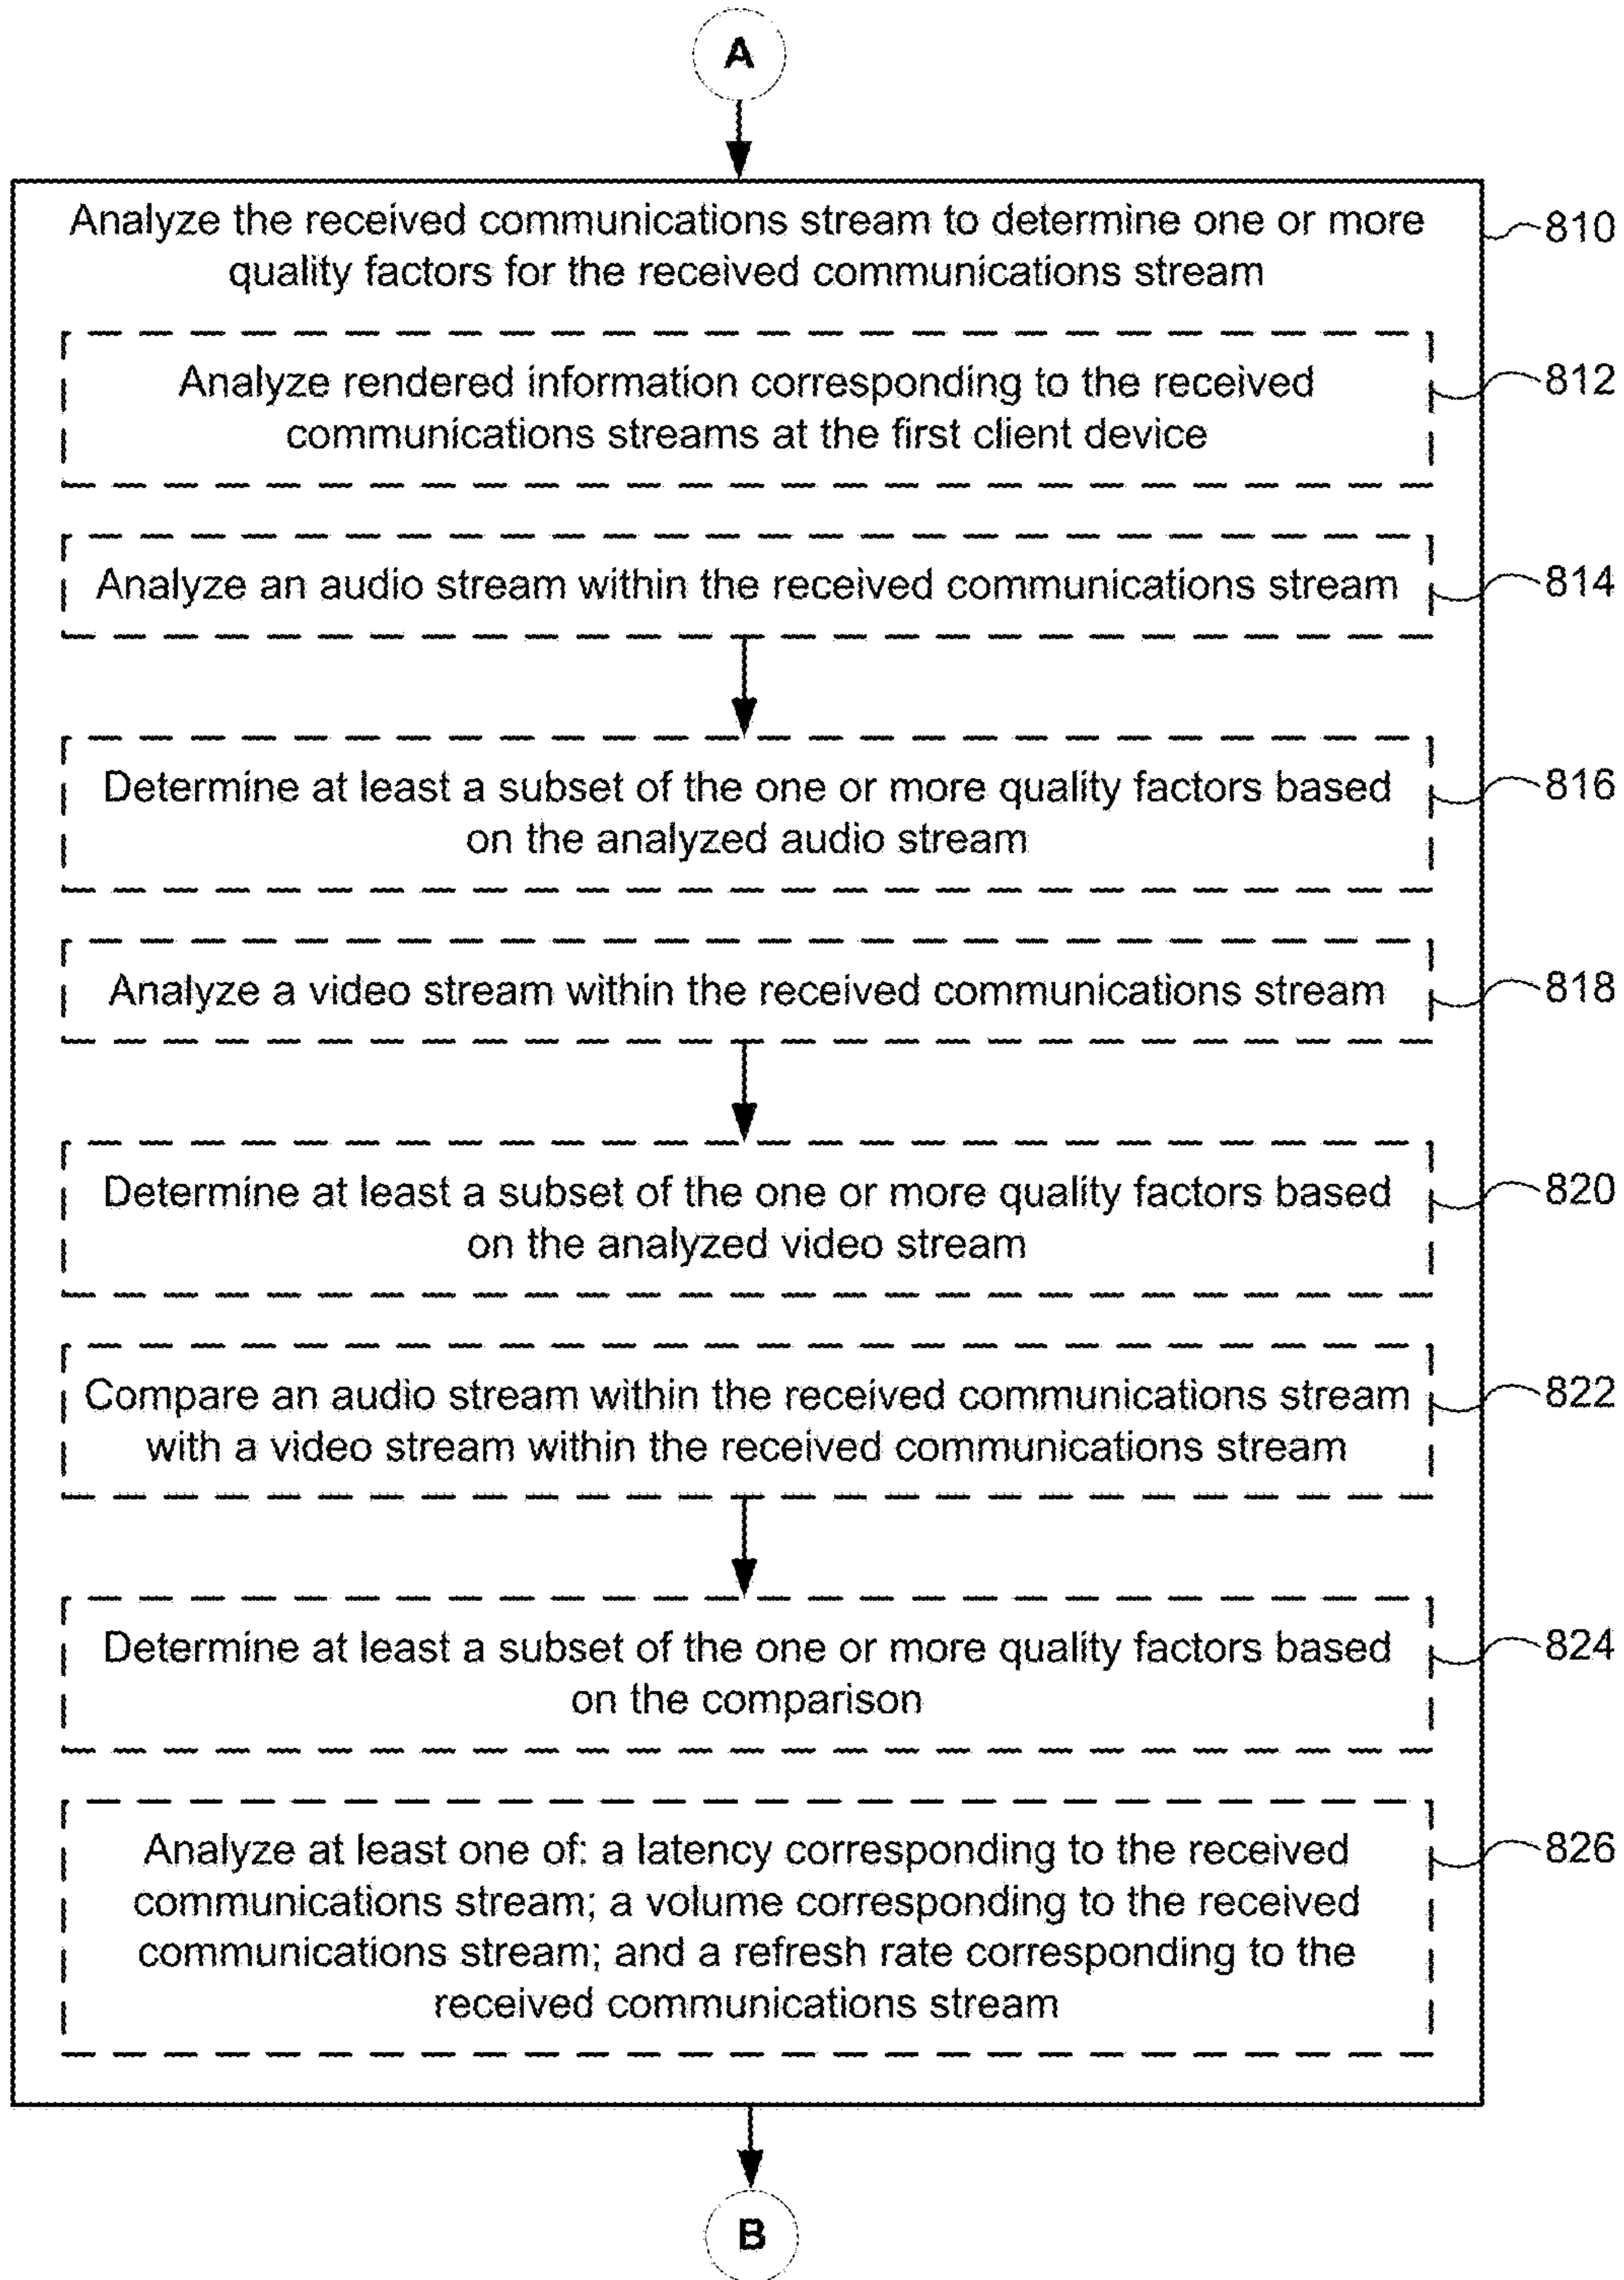 A
Analyze the received communications stream to determine one or more
quality factors for the received communications stream
810
Analyze rendered information corresponding to the received
communications streams at the first client device
812
Analyze an audio stream within the received communications stream
814
Determine at least a subset of the one or more quality factors based
on the analyzed audio stream
816
Analyze a video stream within the received communications stream
818
Determine at least a subset of the one or more quality factors based
on the analyzed video stream
820
Compare an audio stream within the received communications stream
with a video stream within the received communications stream
822
Determine at least a subset of the one or more quality factors based
on the comparison
824
Analyze at least one of: a latency corresponding to the received
communications stream; a volume corresponding to the received
communications stream; and a refresh rate corresponding to the
received communications stream
826
B